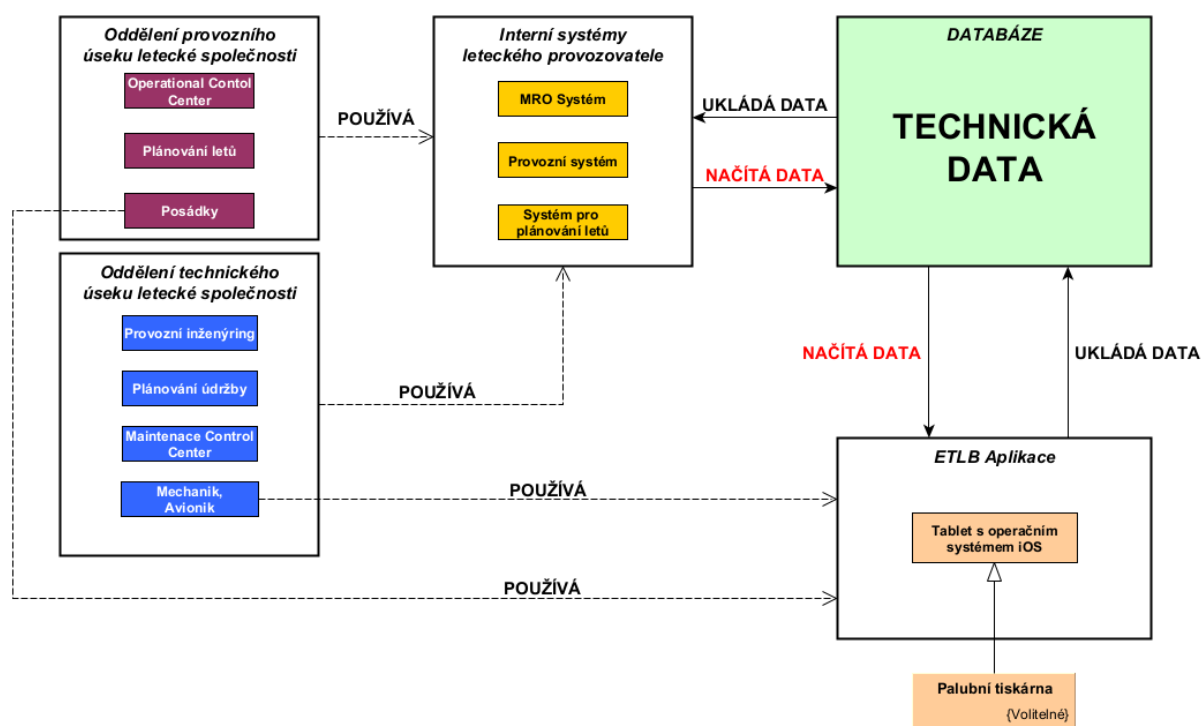 Oddělení provozního
úseku letecké společnosti
Operational Contol
Center
Plánování letů
Posádky
POUŽÍVÁ
Interní systémy
leteckého provozovatele
MRO Systém
Provozní systém
Systém pro
plánování letů
UKLÁDÁ DATA
NAČÍTÁ DATA
DATABÁZE
TECHNICKÁ
DATA
Oddělení technického
úseku letecké společnosti
Provozní inženýring
Plánování údržby
Maintenace Control
Center
Mechanik,
Avionik
POUŽÍVÁ
POUŽÍVÁ
POUŽÍVÁ
NAČÍTÁ DATA
UKLÁDÁ DATA
ETLB Aplikace
Tablet s operačním
systémem iOS
Palubní tiskárna
{Volitelné}